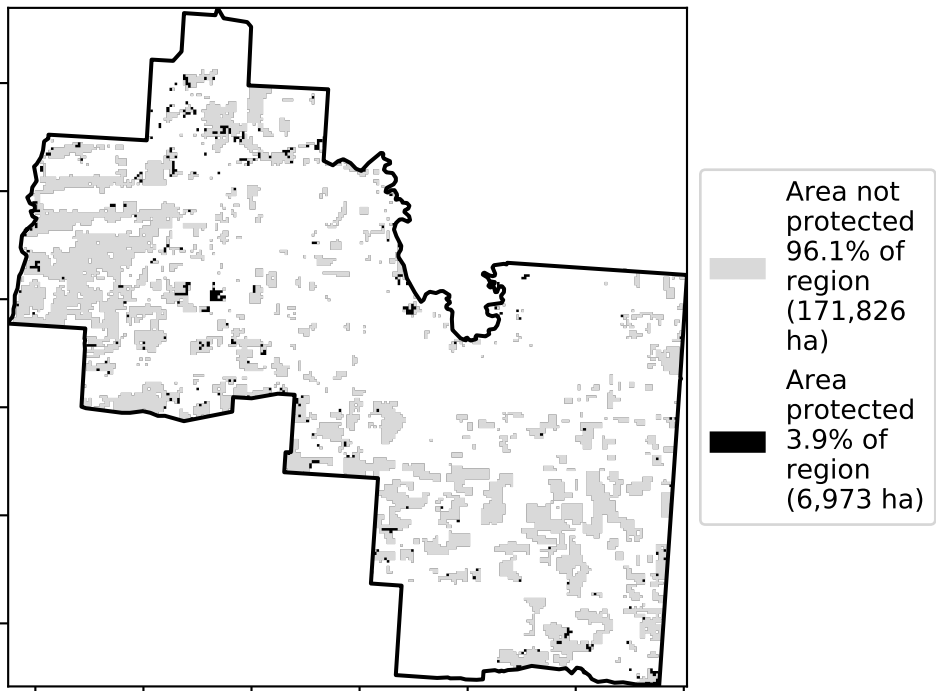 Area not
protected
96.1% of
region
(171,826
ha)
Area
protected
3.9% of
region
(6,973 ha)